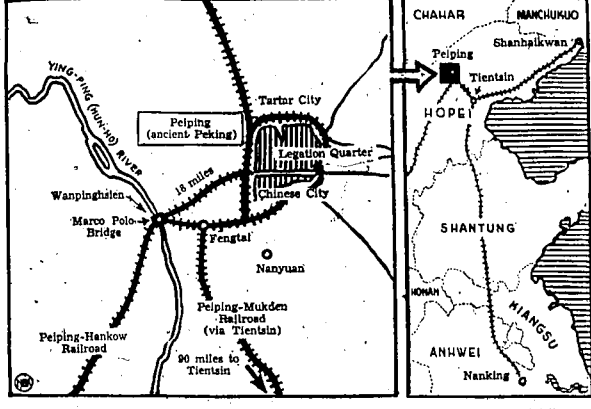 YING-PING (HUN-HO) RIVER
Tartar City
Peiping
(ancient Peking)
Legation Quarter
Chinese City
18 miles
Wanpinghsien
Marco Polo
Bridge
Fengtai
Nanyuan
Peiping-Mukden
Railroad
(via Tientsin)
Peiping-Hankow
Railroad
90 miles to
Tientsin
CHAHAR
MANCHUKUO
Shanhaikwan
Peiping
Tientsin
HOPEI
SHANTUNG
HONAN
KIANGSU
ANHWEI
Nanking